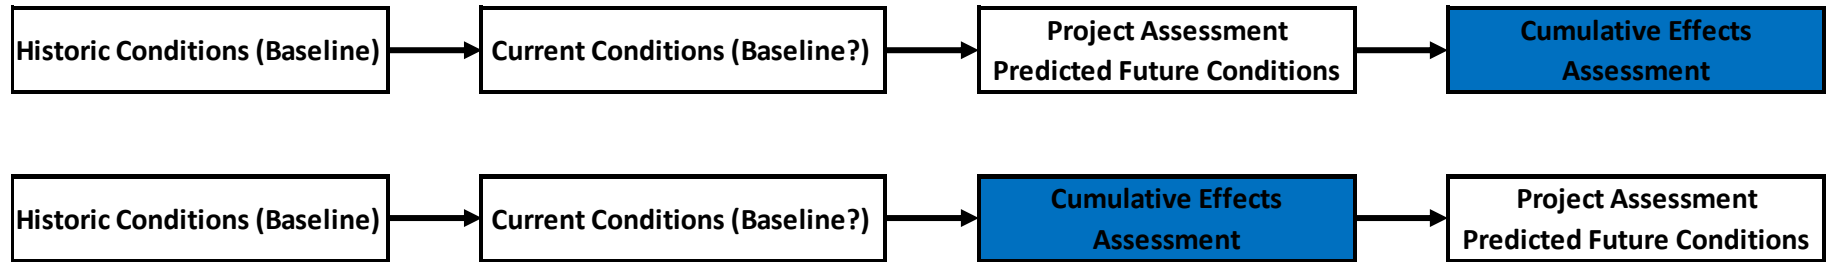 Historic Conditions (Baseline)
Current Conditions (Baseline?)
Project Assessment
Predicted Future Conditions
Cumulative Effects
Assessment
Historic Conditions (Baseline)
Current Conditions (Baseline?)
Cumulative Effects
Assessment
Project Assessment
Predicted Future Conditions